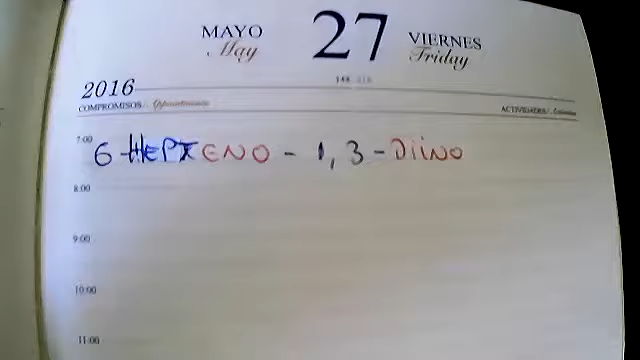 MAYO 27 VIERNES
May Friday
2016
COMPROMISOS / Appointments ACTIVIDADES /
7:00
6 HEPTENO - 1, 3 - DiiNO
8:00
9:00
10:00
11:00